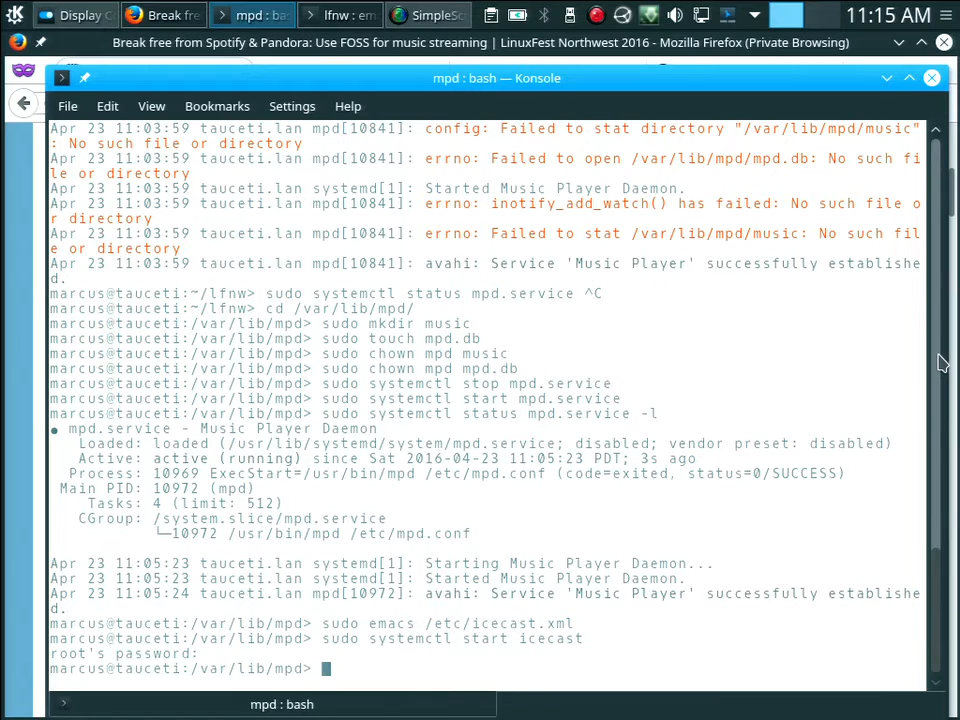 Display C
Break fre
mpd : bas
lfnw : em
SimpleSc
11:15 AM
Break free from Spotify & Pandora: Use FOSS for music streaming | LinuxFest Northwest 2016 - Mozilla Firefox (Private Browsing)
mpd : bash — Konsole
File Edit View Bookmarks Settings Help
Apr 23 11:03:59 tauceti.lan mpd[10841]: config: Failed to stat directory "/var/lib/mpd/music"
: No such file or directory
Apr 23 11:03:59 tauceti.lan mpd[10841]: errno: Failed to open /var/lib/mpd/mpd.db: No such fi
le or directory
Apr 23 11:03:59 tauceti.lan systemd[1]: Started Music Player Daemon.
Apr 23 11:03:59 tauceti.lan mpd[10841]: errno: inotify_add_watch() has failed: No such file o
r directory
Apr 23 11:03:59 tauceti.lan mpd[10841]: errno: Failed to stat /var/lib/mpd/music: No such fil
e or directory
Apr 23 11:03:59 tauceti.lan mpd[10841]: avahi: Service 'Music Player' successfully establishe
d.
marcus@tauceti:~/lfnw> sudo systemctl status mpd.service ^C
marcus@tauceti:~/lfnw> cd /var/lib/mpd/
marcus@tauceti:/var/lib/mpd> sudo mkdir music
marcus@tauceti:/var/lib/mpd> sudo touch mpd.db
marcus@tauceti:/var/lib/mpd> sudo chown mpd music
marcus@tauceti:/var/lib/mpd> sudo chown mpd mpd.db
marcus@tauceti:/var/lib/mpd> sudo systemctl stop mpd.service
marcus@tauceti:/var/lib/mpd> sudo systemctl start mpd.service
marcus@tauceti:/var/lib/mpd> sudo systemctl status mpd.service -l
● mpd.service - Music Player Daemon
Loaded: loaded (/usr/lib/systemd/system/mpd.service; disabled; vendor preset: disabled)
Active: active (running) since Sat 2016-04-23 11:05:23 PDT; 3s ago
Process: 10969 ExecStart=/usr/bin/mpd /etc/mpd.conf (code=exited, status=0/SUCCESS)
Main PID: 10972 (mpd)
Tasks: 4 (limit: 512)
CGroup: /system.slice/mpd.service
└─10972 /usr/bin/mpd /etc/mpd.conf
Apr 23 11:05:23 tauceti.lan systemd[1]: Starting Music Player Daemon...
Apr 23 11:05:23 tauceti.lan systemd[1]: Started Music Player Daemon.
Apr 23 11:05:24 tauceti.lan mpd[10972]: avahi: Service 'Music Player' successfully establishe
d.
marcus@tauceti:/var/lib/mpd> sudo emacs /etc/icecast.xml
marcus@tauceti:/var/lib/mpd> sudo systemctl start icecast
root's password:
marcus@tauceti:/var/lib/mpd>
mpd : bash